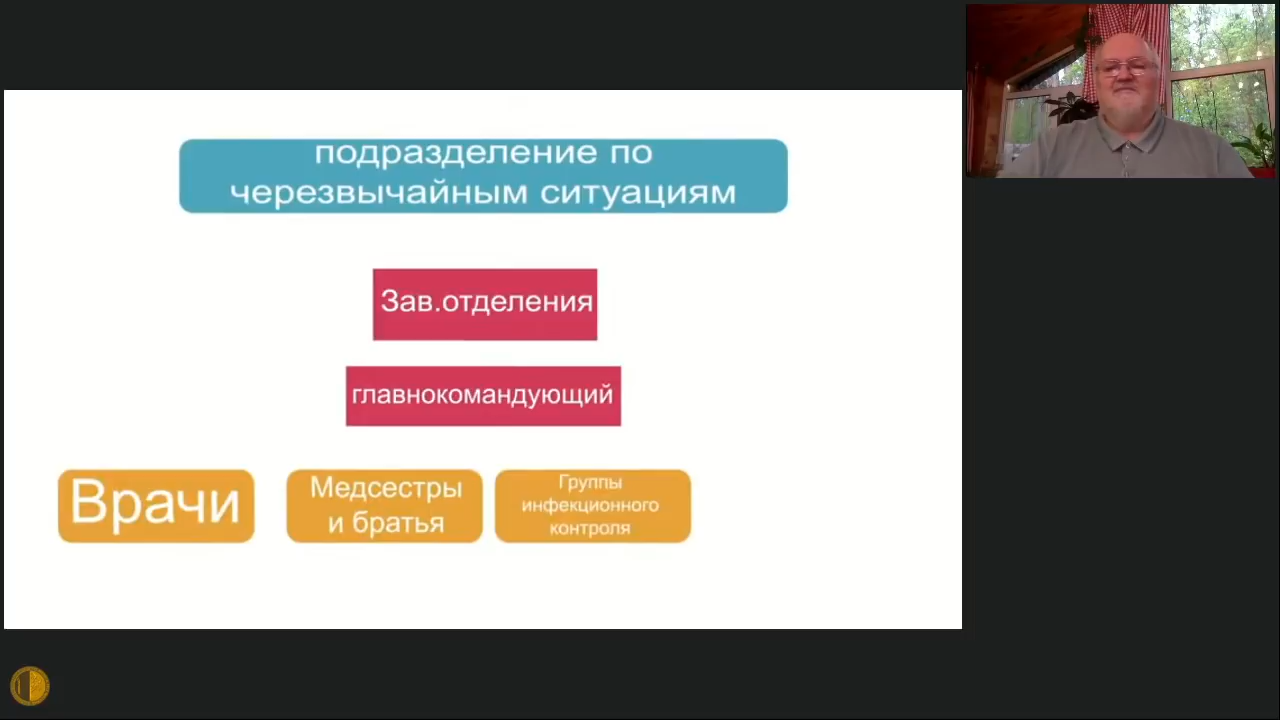 подразделение по
черезвычайным ситуациям
Зав.отделения
главнокомандующий
Врачи
Медсестры
и братья
Группы
инфекционного
контроля